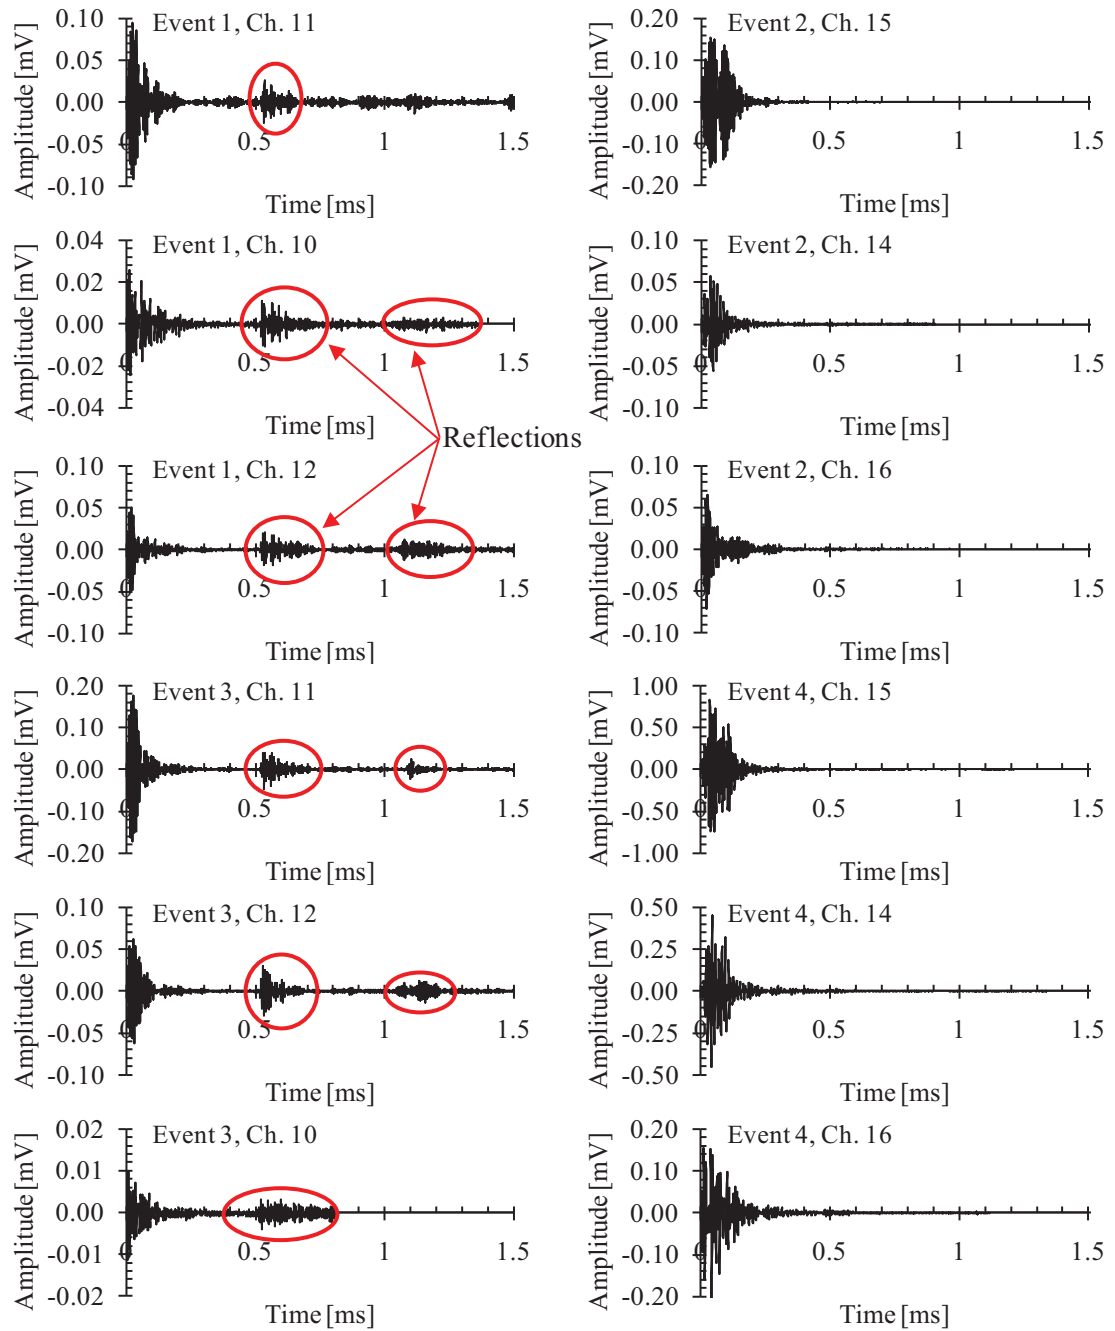 Event 1, Ch. 11
Amplitude [mV]
0.10
0.05
0.00
-0.05
-0.10
0 0.5 1 1.5
Time [ms]
Event 2, Ch. 15
Amplitude [mV]
0.20
0.10
0.00
-0.10
-0.20
0 0.5 1 1.5
Time [ms]
Event 1, Ch. 10
Amplitude [mV]
0.04
0.02
0.00
-0.02
-0.04
0 0.5 1 1.5
Time [ms]
Event 2, Ch. 14
Amplitude [mV]
0.10
0.05
0.00
-0.05
-0.10
0 0.5 1 1.5
Time [ms]
Reflections
Event 1, Ch. 12
Amplitude [mV]
0.10
0.05
0.00
-0.05
-0.10
0 0.5 1 1.5
Time [ms]
Event 2, Ch. 16
Amplitude [mV]
0.10
0.05
0.00
-0.05
-0.10
0 0.5 1 1.5
Time [ms]
Event 3, Ch. 11
Amplitude [mV]
0.20
0.10
0.00
-0.10
-0.20
0 0.5 1 1.5
Time [ms]
Event 4, Ch. 15
Amplitude [mV]
1.00
0.50
0.00
-0.50
-1.00
0 0.5 1 1.5
Time [ms]
Event 3, Ch. 12
Amplitude [mV]
0.10
0.05
0.00
-0.05
-0.10
0 0.5 1 1.5
Time [ms]
Event 4, Ch. 14
Amplitude [mV]
0.50
0.25
0.00
-0.25
-0.50
0 0.5 1 1.5
Time [ms]
Event 3, Ch. 10
Amplitude [mV]
0.02
0.01
0.00
-0.01
-0.02
0 0.5 1 1.5
Time [ms]
Event 4, Ch. 16
Amplitude [mV]
0.20
0.10
0.00
-0.10
-0.20
0 0.5 1 1.5
Time [ms]